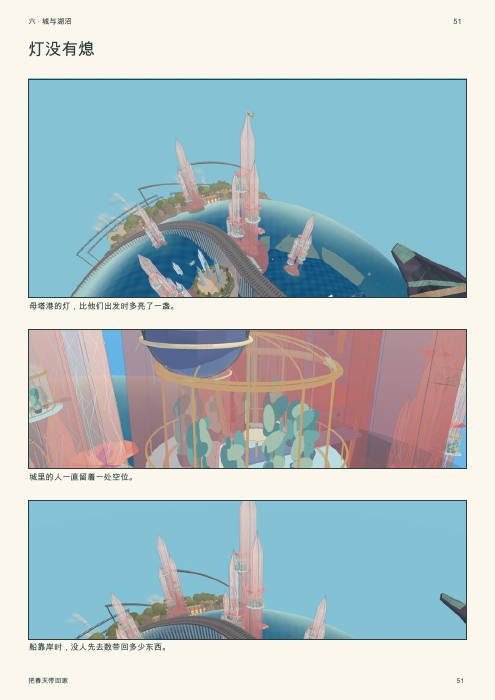 六 · 城与湖沼
51
灯没有熄
母塔港的灯，比他们出发时多亮了一盏。
城里的人一直留着一处空位。
船靠岸时，没人先去数带回多少东西。
把春天带回家
51